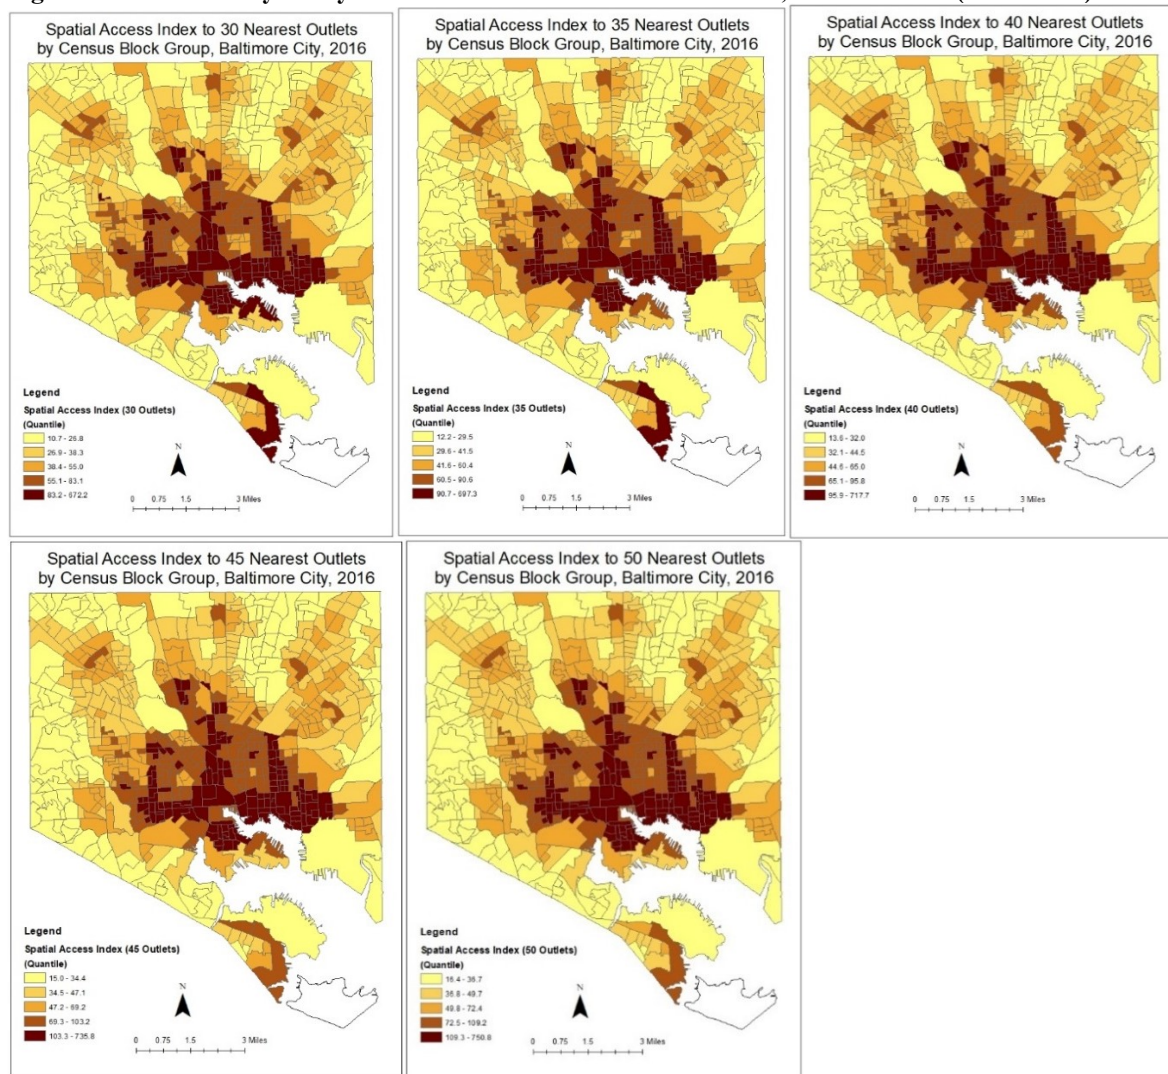 Spatial Access Index to 30 Nearest Outlets
by Census Block Group, Baltimore City, 2016
Legend
Spatial Access Index (30 Outlets)
(Quantile)
10.7 - 26.8
26.9 - 38.3
38.4 - 55.0
55.1 - 83.1
83.2 - 672.2
N
0 0.75 1.5 3 Miles
Spatial Access Index to 35 Nearest Outlets
by Census Block Group, Baltimore City, 2016
Legend
Spatial Access Index (35 Outlets)
(Quantile)
12.2 - 29.5
29.6 - 41.5
41.6 - 60.4
60.5 - 90.6
90.7 - 697.3
N
0 0.75 1.5 3 Miles
Spatial Access Index to 40 Nearest Outlets
by Census Block Group, Baltimore City, 2016
Legend
Spatial Access Index (40 Outlets)
(Quantile)
13.6 - 32.0
32.1 - 44.5
44.6 - 65.0
65.1 - 95.8
95.9 - 717.7
N
0 0.75 1.5 3 Miles
Spatial Access Index to 45 Nearest Outlets
by Census Block Group, Baltimore City, 2016
Legend
Spatial Access Index (45 Outlets)
(Quantile)
15.0 - 34.4
34.5 - 47.1
47.2 - 69.2
69.3 - 103.2
103.3 - 735.8
N
0 0.75 1.5 3 Miles
Spatial Access Index to 50 Nearest Outlets
by Census Block Group, Baltimore City, 2016
Legend
Spatial Access Index (50 Outlets)
(Quantile)
16.4 - 36.7
36.8 - 49.7
49.8 - 72.4
72.5 - 109.2
109.3 - 750.8
N
0 0.75 1.5 3 Miles